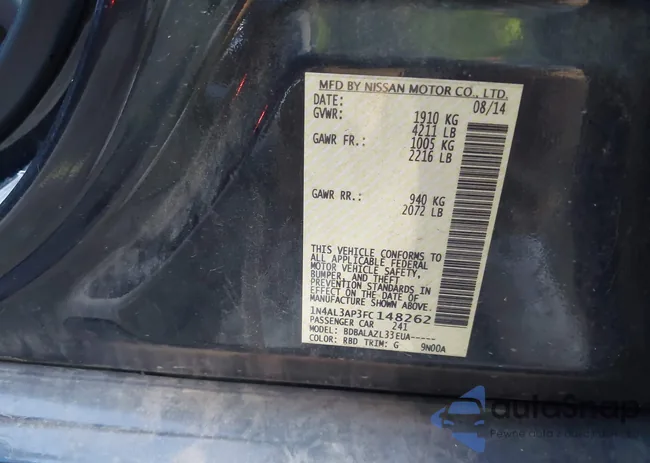 MFD BY NISSAN MOTOR CO., LTD.
DATE: 08/14
GVWR: 1910 KG
4211 LB
GAWR FR.: 1005 KG
2216 LB
GAWR RR.: 940 KG
2072 LB
THIS VEHICLE CONFORMS TO
ALL APPLICABLE FEDERAL
MOTOR VEHICLE SAFETY,
BUMPER, AND THEFT
PREVENTION STANDARDS IN
EFFECT ON THE DATE OF
MANUFACTURE SHOWN ABOVE.
1N4AL3AP3FC148262
PASSENGER CAR 241
MODEL: BDBALAZL33EUA-----
COLOR: RBD TRIM: G 9N00A
autoSnap